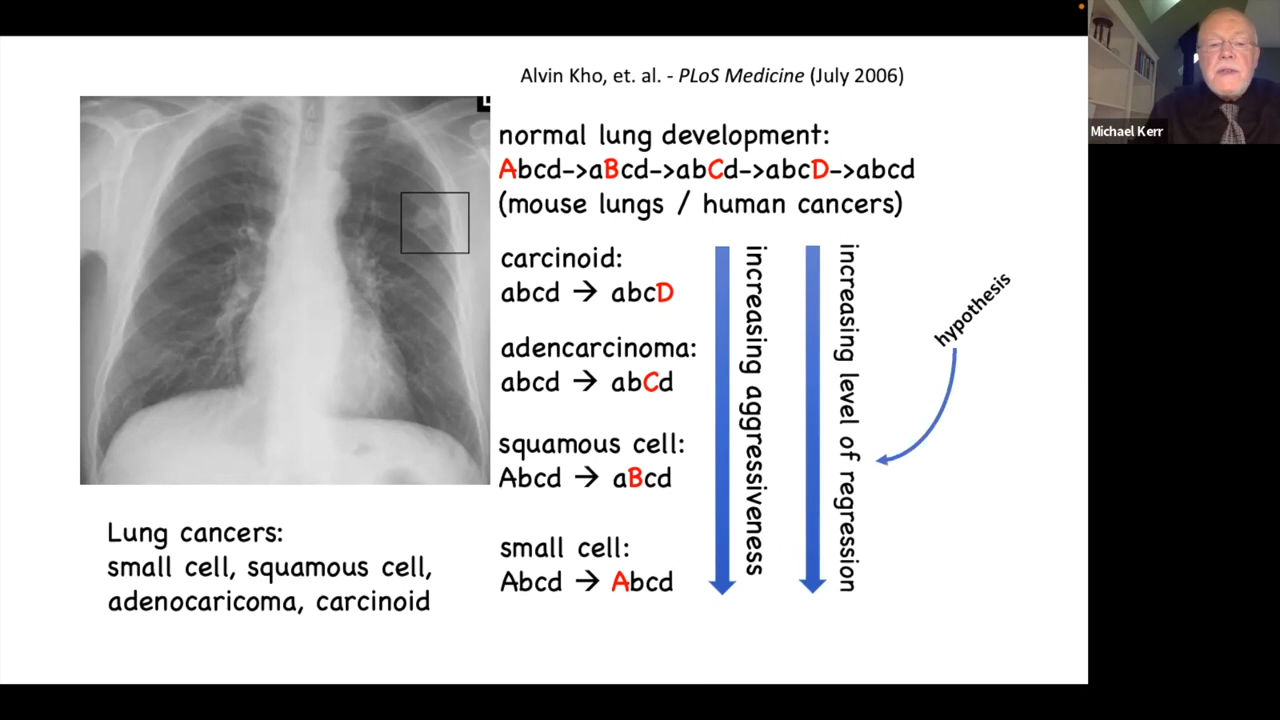 Alvin Kho, et. al. - PLoS Medicine (July 2006)
normal lung development:
Abcd->aBcd->abCd->abcD->abcd
(mouse lungs / human cancers)
carcinoid:
abcd → abcD
adencarcinoma:
abcd → abCd
squamous cell:
Abcd → aBcd
small cell:
Abcd → Abcd
increasing aggressiveness
increasing level of regression
hypothesis
Lung cancers:
small cell, squamous cell,
adenocaricoma, carcinoid
Michael Kerr